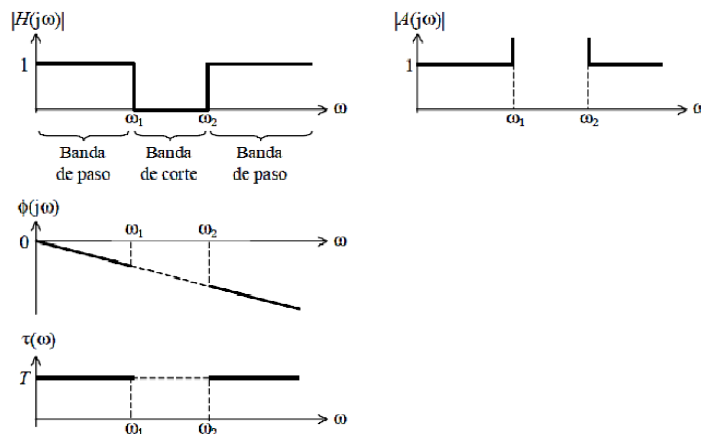 |H(jω)|
1
ω
ω₁
ω₂
Banda de paso
Banda de corte
Banda de paso
|A(jω)|
1
ω
ω₁
ω₂
ϕ(jω)
0
ω₁
ω₂
ω
τ(ω)
T
ω₁
ω₂
ω